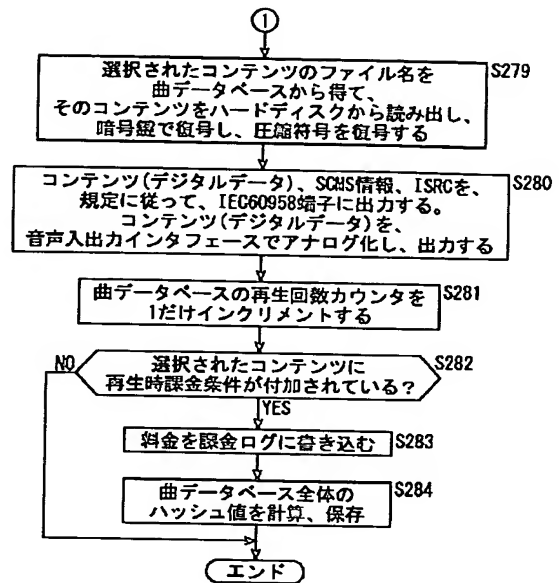 1
選択されたコンテンツのファイル名を S279
曲データベースから得て、
そのコンテンツをハードディスクから読み出し、
暗号鍵で復号し、圧縮符号を復号する
コンテンツ(デジタルデータ)、SCMS情報、ISRCを、 S280
規定に従って、IEC60958端子に出力する。
コンテンツ(デジタルデータ)を、
音声入出力インタフェースでアナログ化し、出力する
曲データベースの再生回数カウンタを S281
1だけインクリメントする
NO 選択されたコンテンツに S282
再生時課金条件が付加されている?
YES
料金を課金ログに書き込む S283
曲データベース全体の S284
ハッシュ値を計算、保存
エンド